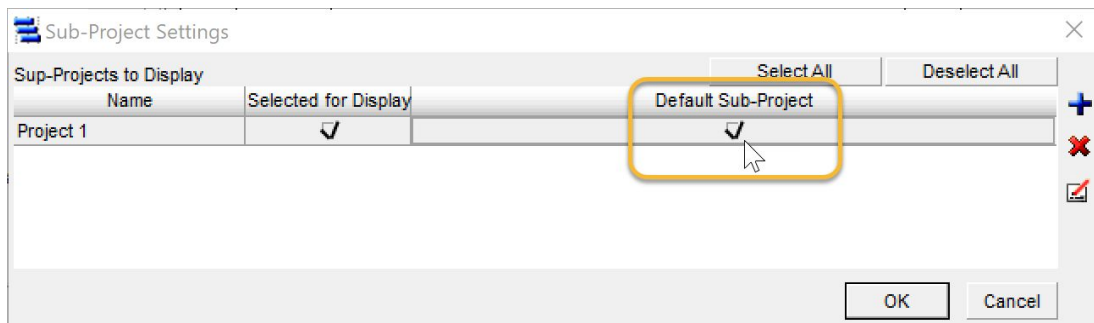 Sub-Project Settings
Sup-Projects to Display
Select All
Deselect All
Name
Selected for Display
Default Sub-Project
Project 1
OK
Cancel